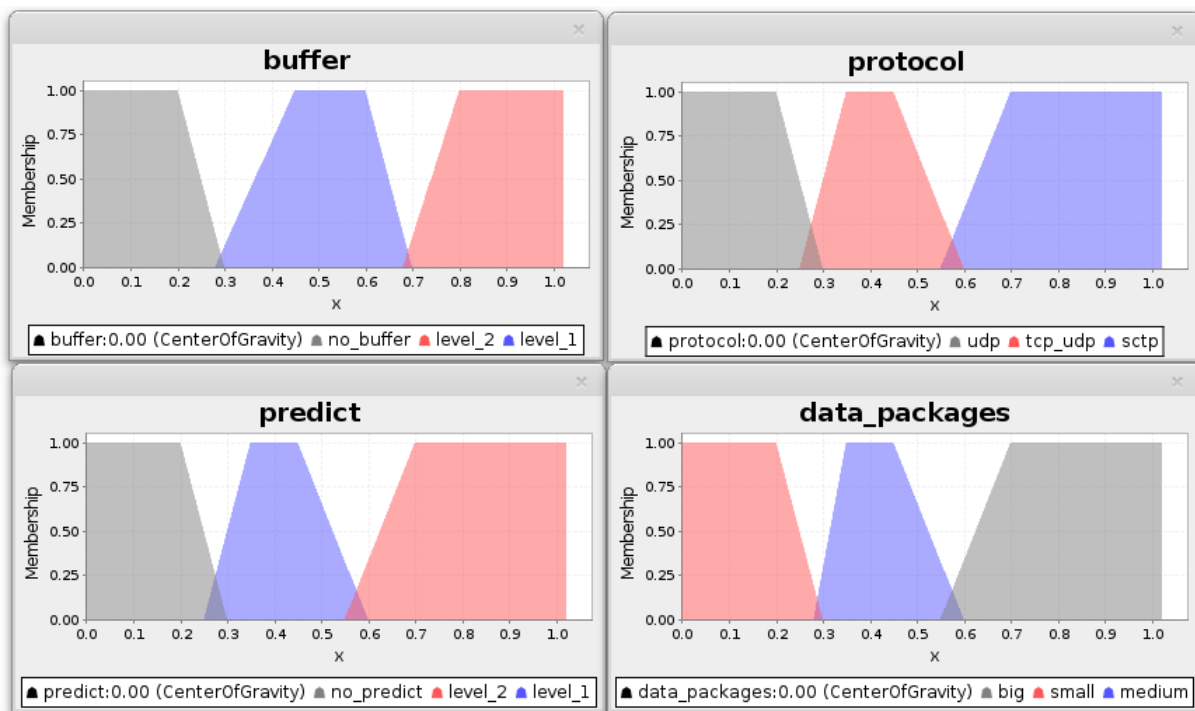 buffer
1.00
0.75
0.50
0.25
0.00
Membership
0.0 0.1 0.2 0.3 0.4 0.5 0.6 0.7 0.8 0.9 1.0
x
buffer:0.00 (CenterOfGravity) no_buffer level_2 level_1
protocol
1.00
0.75
0.50
0.25
0.00
Membership
0.0 0.1 0.2 0.3 0.4 0.5 0.6 0.7 0.8 0.9 1.0
x
protocol:0.00 (CenterOfGravity) udp tcp_udp sctp
predict
1.00
0.75
0.50
0.25
0.00
Membership
0.0 0.1 0.2 0.3 0.4 0.5 0.6 0.7 0.8 0.9 1.0
x
predict:0.00 (CenterOfGravity) no_predict level_2 level_1
data_packages
1.00
0.75
0.50
0.25
0.00
Membership
0.0 0.1 0.2 0.3 0.4 0.5 0.6 0.7 0.8 0.9 1.0
x
data_packages:0.00 (CenterOfGravity) big small medium